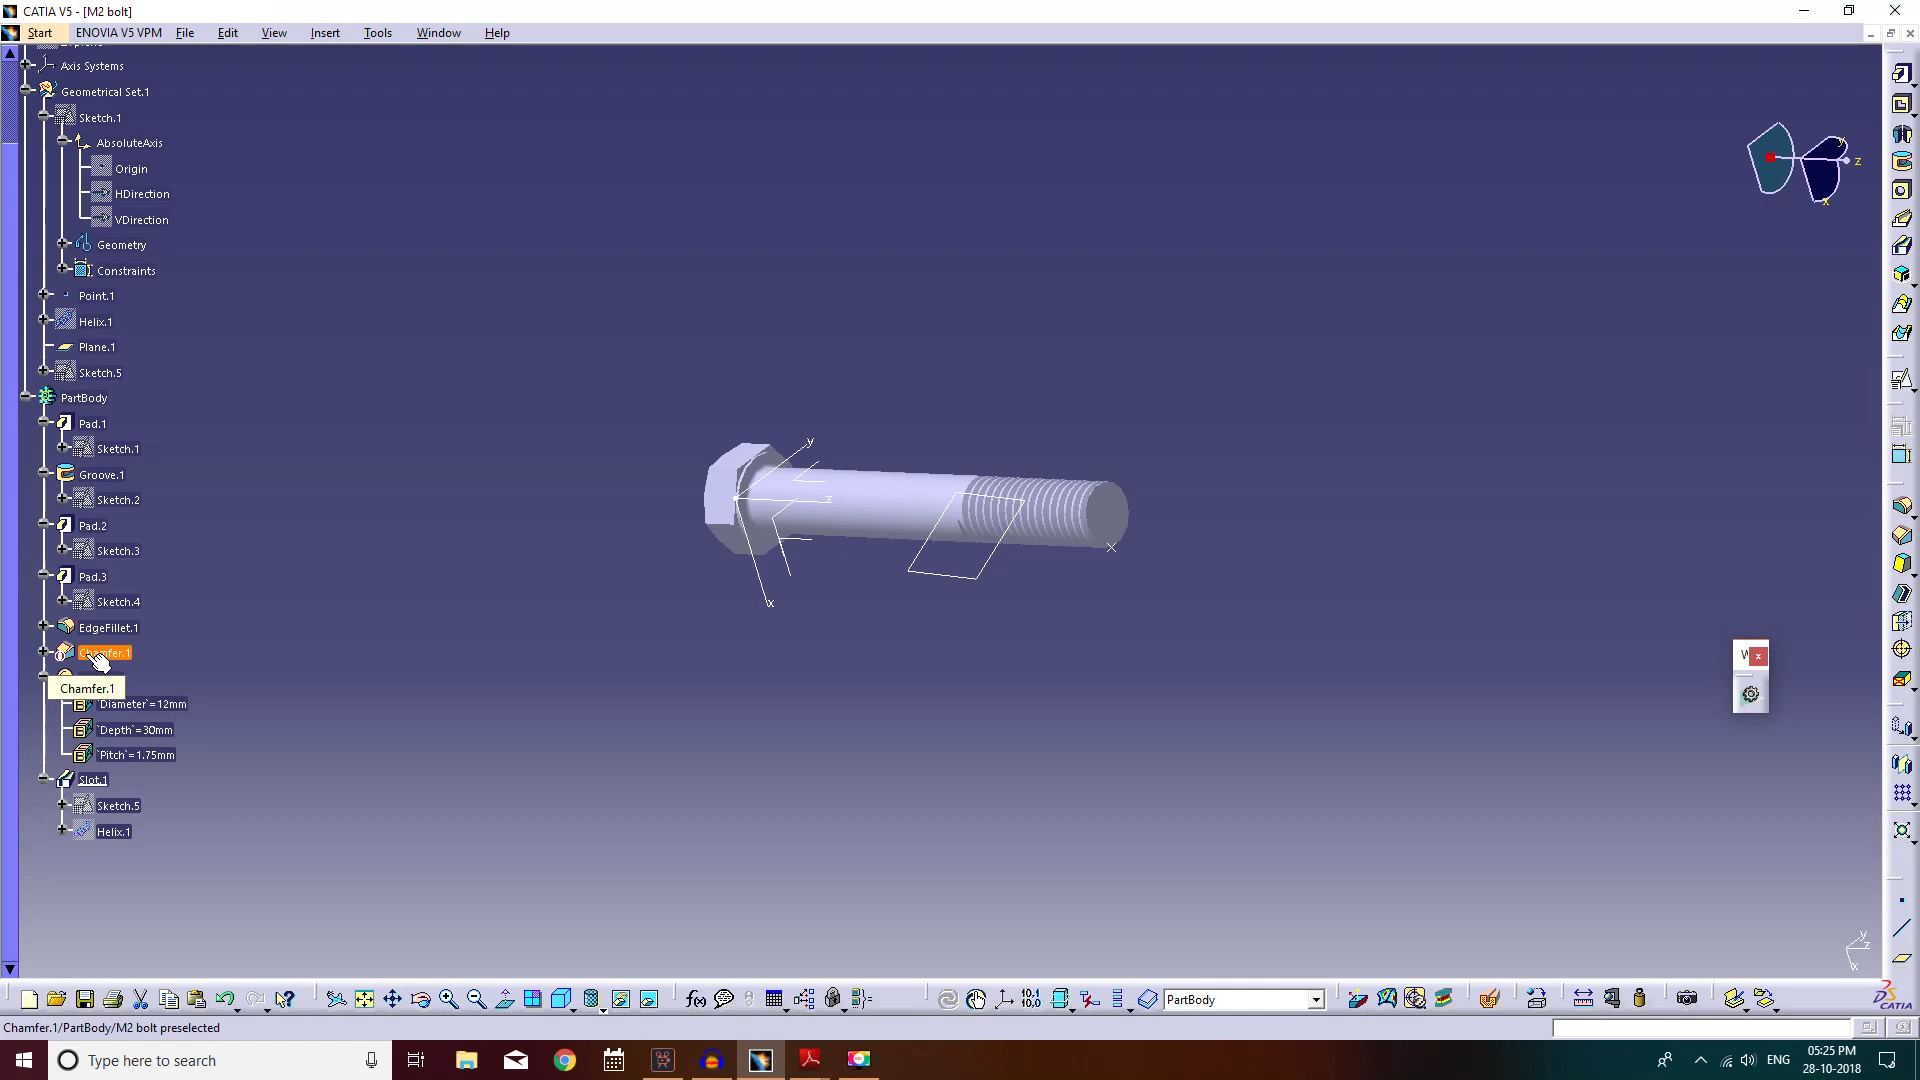 CATIA V5 - [M2 bolt]
Start ENOVIA V5 VPM File Edit View Insert Tools Window Help
Axis Systems
Geometrical Set.1
Sketch.1
AbsoluteAxis
Origin
HDirection
VDirection
Geometry
Constraints
Point.1
Helix.1
Plane.1
Sketch.5
PartBody
Pad.1
Sketch.1
Groove.1
Sketch.2
Pad.2
Sketch.3
Pad.3
Sketch.4
EdgeFillet.1
Chamfer.1
Chamfer.1
`Diameter`=12mm
`Depth`=30mm
`Pitch`=1.75mm
Slot.1
Sketch.5
Helix.1
y
z
x
y
z
x
y
z
x
PartBody
CATIA
Chamfer.1/PartBody/M2 bolt preselected
Type here to search
ENG
05:25 PM
28-10-2018